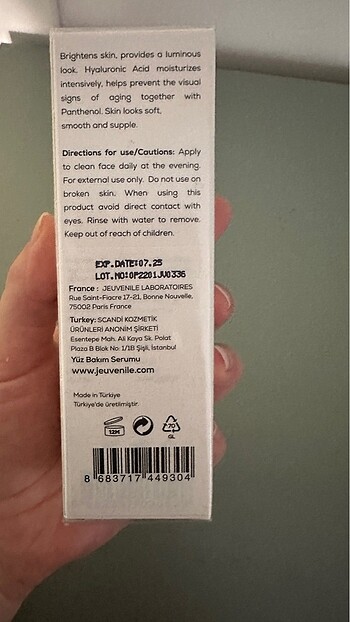 Brightens skin, provides a luminous
look. Hyaluronic Acid moisturizes
intensively, helps prevent the visual
signs of aging together with
Panthenol. Skin looks soft,
smooth and supple.
Directions for use/Cautions: Apply
to clean face daily at the evening.
For external use only. Do not use on
broken skin. When using this
product avoid direct contact with
eyes. Rinse with water to remove.
Keep out of reach of children.
EXP.DATE:07.25
LOT.NO:OP2201JV0336
France : JEUVENILE LABORATOIRES
Rue Saint-Fiacre 17-21, Bonne Nouvelle,
75002 Paris France
Turkey: SCANDİ KOZMETİK
ÜRÜNLERİ ANONİM ŞİRKETİ
Esentepe Mah. Ali Kaya Sk. Polat
Plaza B Blok No: 1/1B Şişli, İstanbul
Yüz Bakım Serumu
www.jeuvenile.com
Made in Türkiye
Türkiye'de üretilmiştir.
12M
70
GL
8 683717 449304